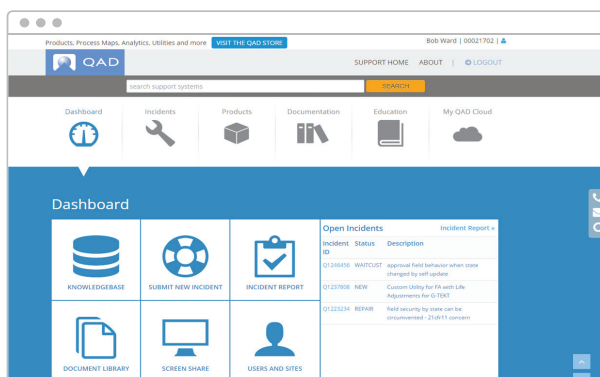 Products, Process Maps, Analytics, Utilities and more VISIT THE QAD STORE Bob Ward | 00021702 |
QAD SUPPORT HOME ABOUT | LOGOUT
search support systems SEARCH
Dashboard Incidents Products Documentation Education My QAD Cloud
Dashboard
KNOWLEDGEBASE SUBMIT NEW INCIDENT INCIDENT REPORT
Open Incidents Incident Report »
Incident ID Status Description
Q1246456 WAITCUST approval field behavior when state
changed by self update
Q1237808 NEW Custom Utility for FA with Life
Adjustments for G-TEKT
Q1223234 REPAIR field security by state can be
circumvented - 21cfr11 concern
DOCUMENT LIBRARY SCREEN SHARE USERS AND SITES